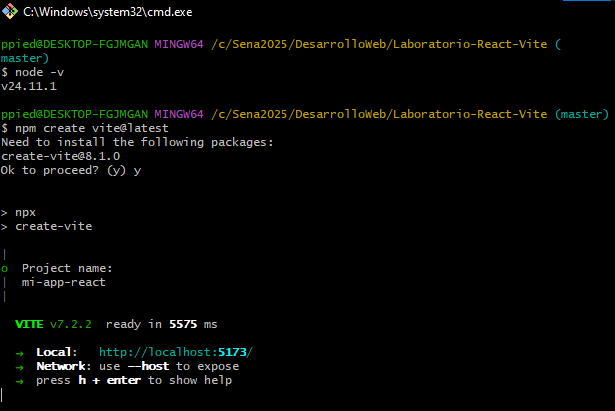 C:\Windows\system32\cmd.exe
ppied@DESKTOP-FGJMGAN MINGW64 /c/Sena2025/DesarrolloWeb/Laboratorio-React-Vite (
master)
$ node -v
v24.11.1
ppied@DESKTOP-FGJMGAN MINGW64 /c/Sena2025/DesarrolloWeb/Laboratorio-React-Vite (master)
$ npm create vite@latest
Need to install the following packages:
create-vite@8.1.0
Ok to proceed? (y) y
> npx
> create-vite
|
o  Project name:
|  mi-app-react
|
VITE v7.2.2  ready in 5575 ms
→  Local:   http://localhost:5173/
→  Network: use --host to expose
→  press h + enter to show help